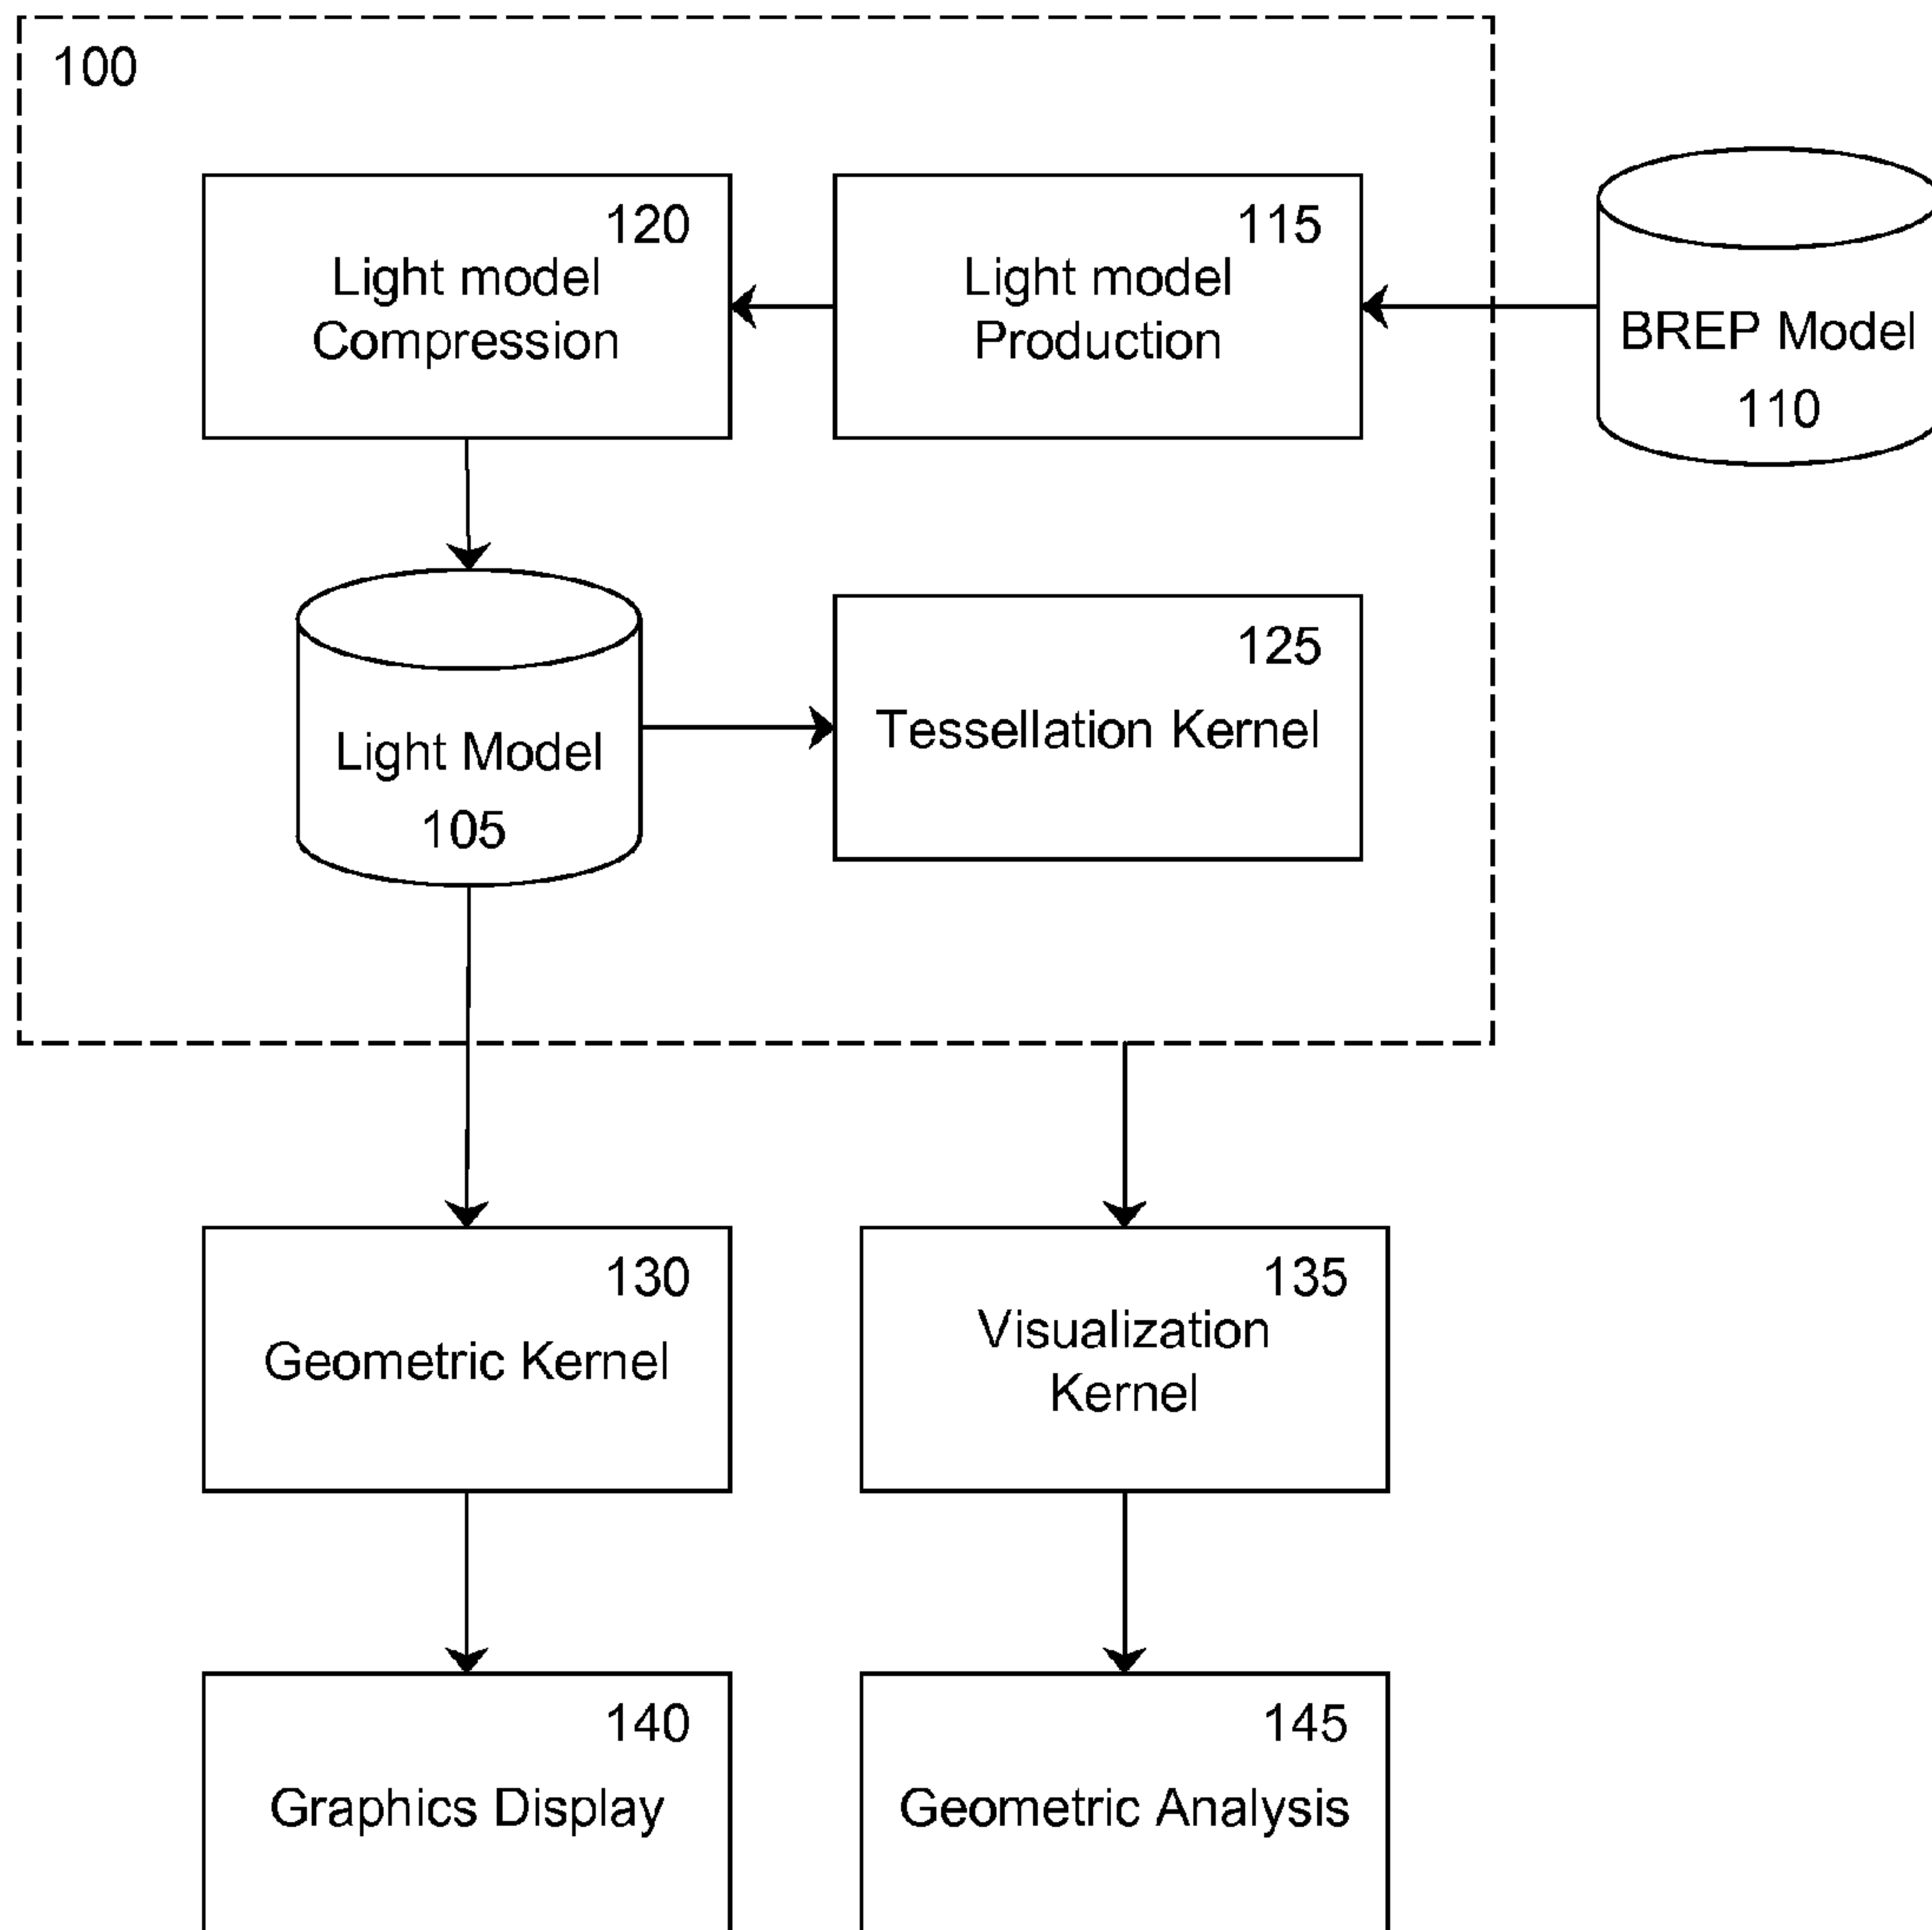 100
120
Light model
Compression
115
Light model
Production
BREP Model
110
Light Model
105
125
Tessellation Kernel
130
Geometric Kernel
135
Visualization
Kernel
140
Graphics Display
145
Geometric Analysis